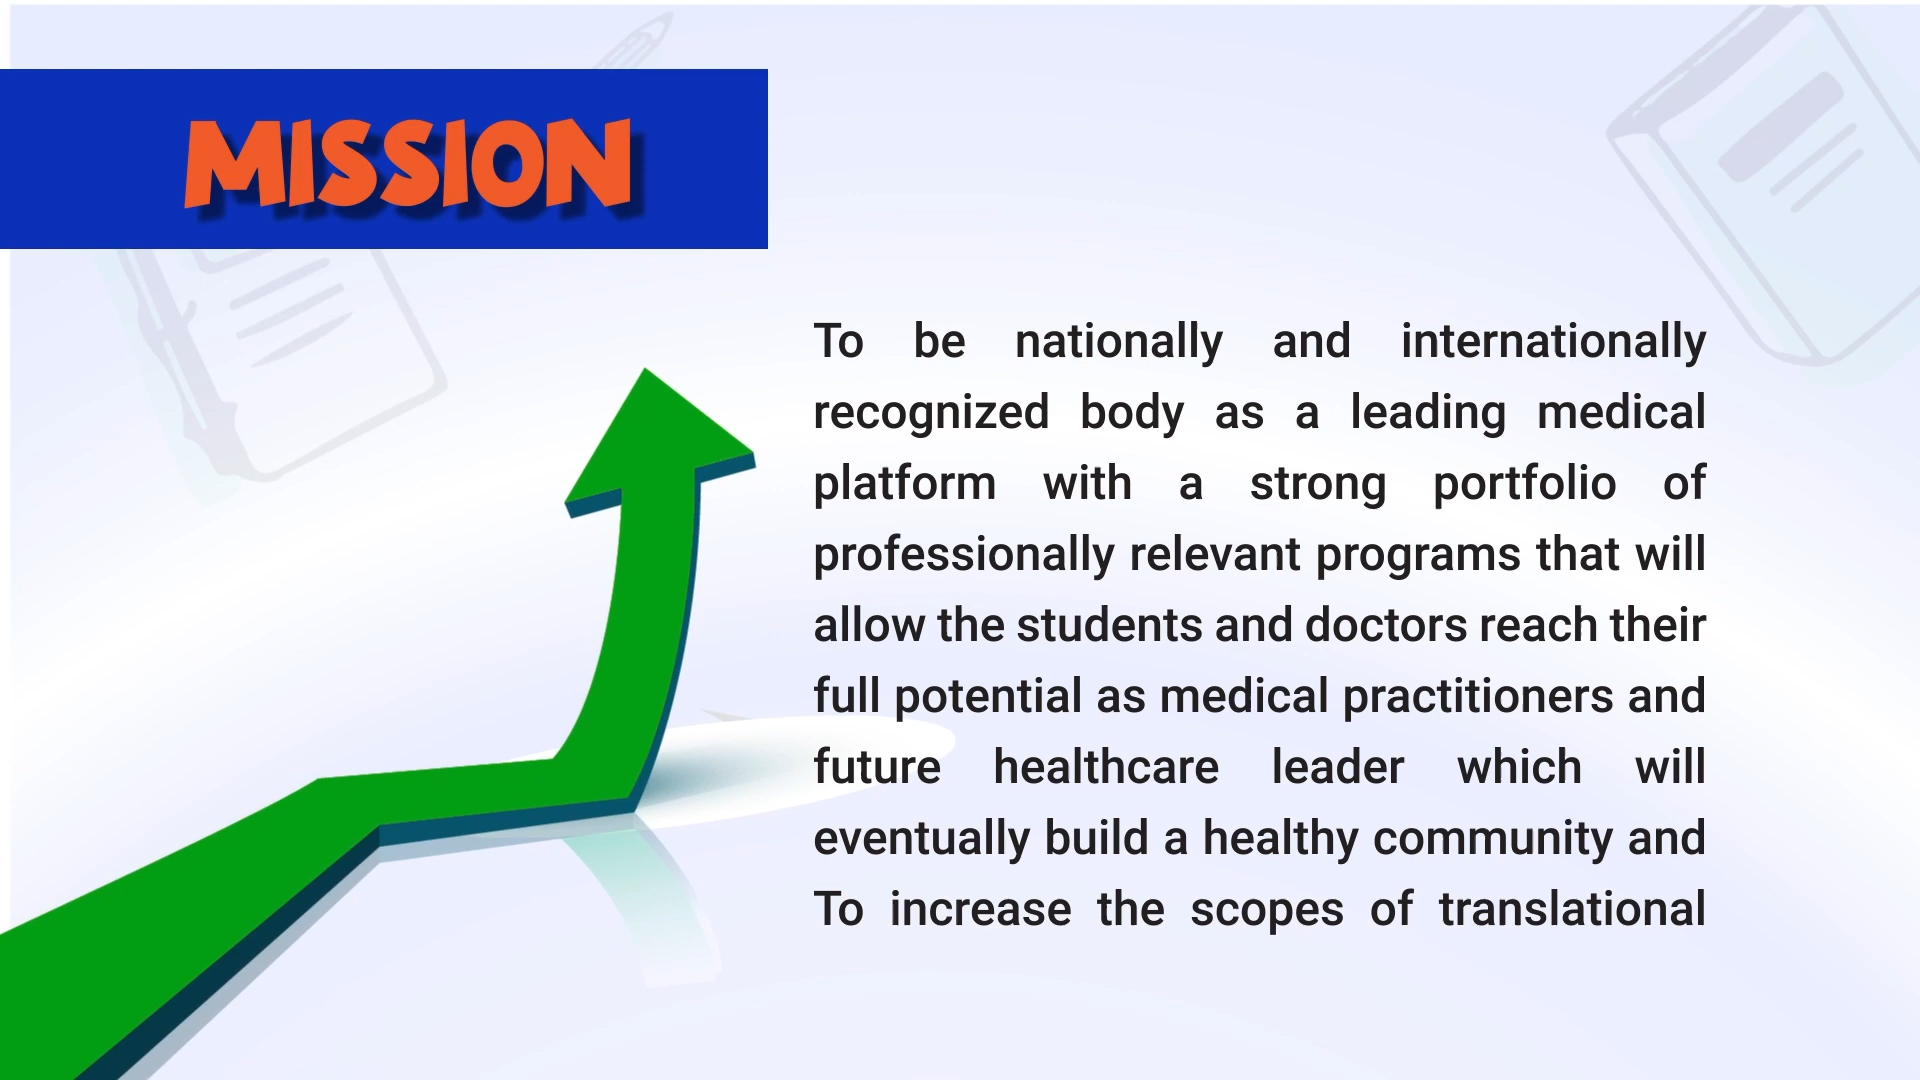 MISSION
To be nationally and internationally
recognized body as a leading medical
platform with a strong portfolio of
professionally relevant programs that will
allow the students and doctors reach their
full potential as medical practitioners and
future healthcare leader which will
eventually build a healthy community and
To increase the scopes of translational